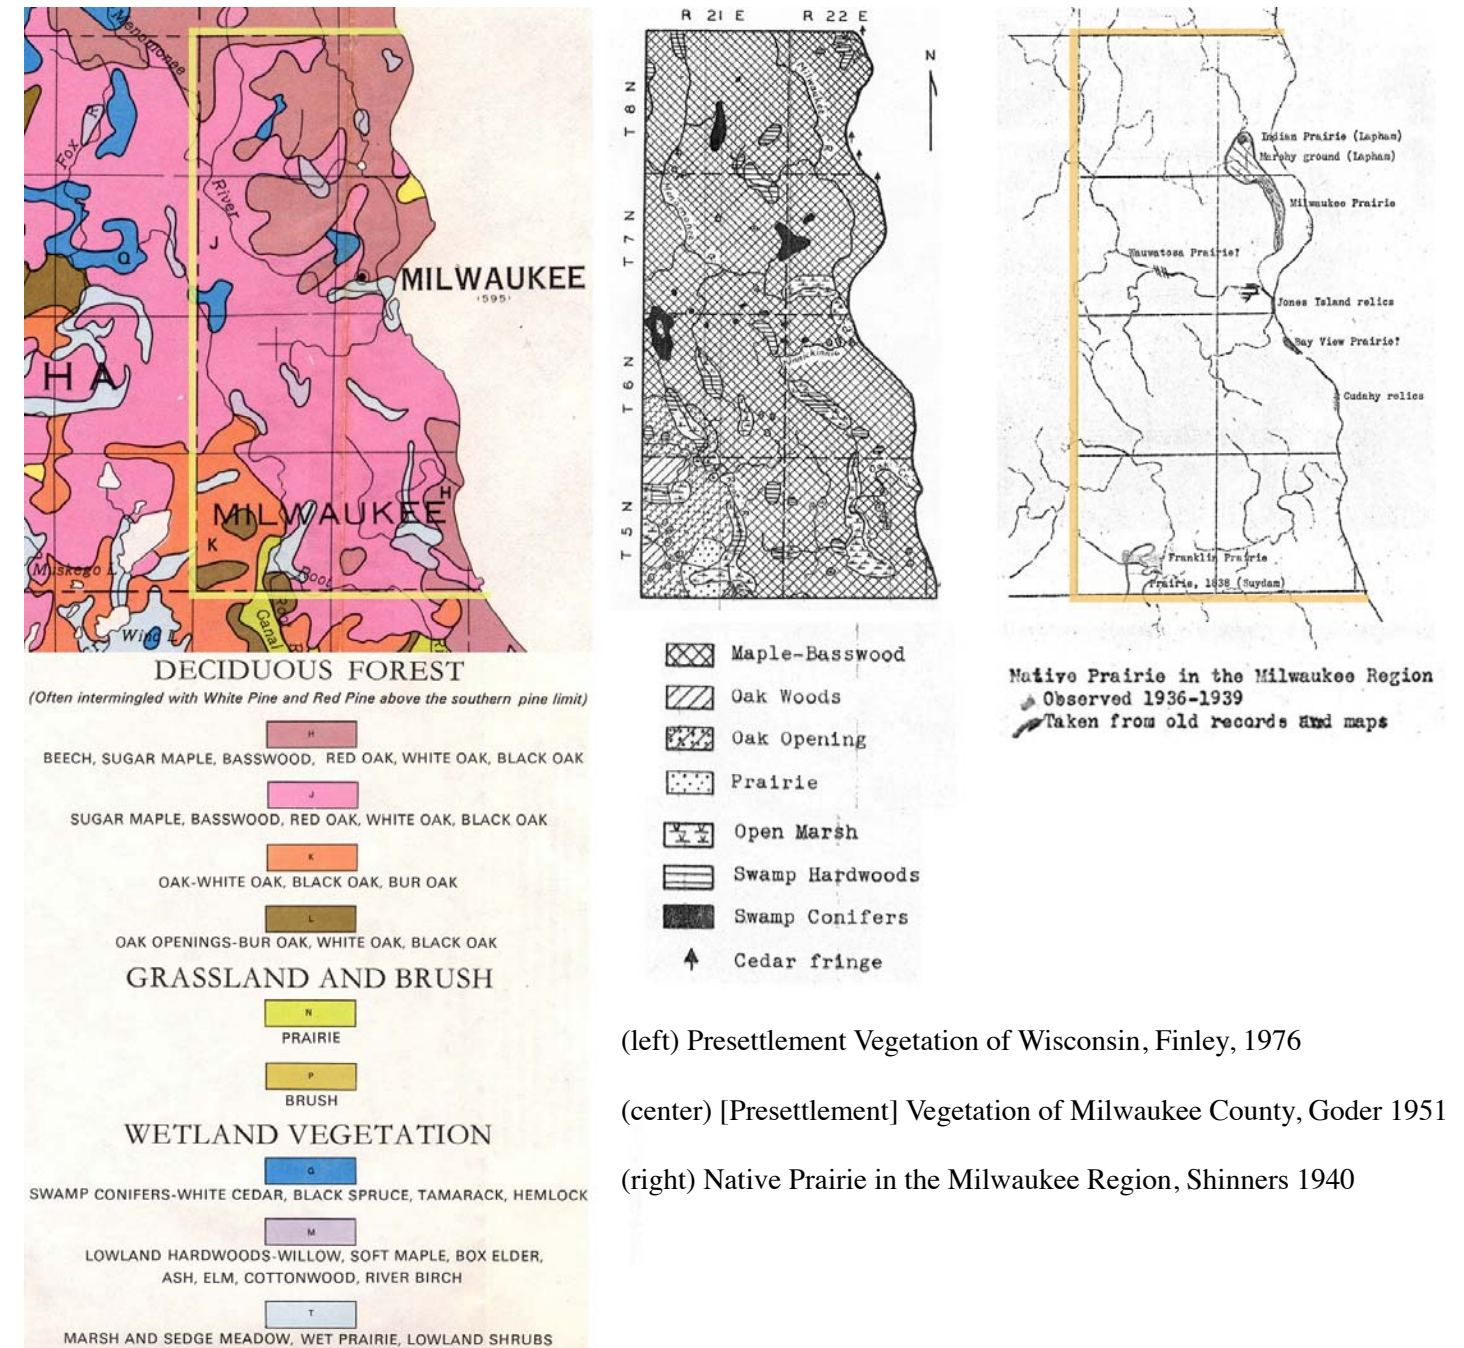 Menomonee
Fox
River
J
Q
MILWAUKEE
(595)
H A
H
MILWAUKEE
K
Muskego L.
Root
Wind L.
Canal
DECIDUOUS FOREST
(Often intermingled with White Pine and Red Pine above the southern pine limit)
H
BEECH, SUGAR MAPLE, BASSWOOD, RED OAK, WHITE OAK, BLACK OAK
J
SUGAR MAPLE, BASSWOOD, RED OAK, WHITE OAK, BLACK OAK
K
OAK-WHITE OAK, BLACK OAK, BUR OAK
L
OAK OPENINGS-BUR OAK, WHITE OAK, BLACK OAK
GRASSLAND AND BRUSH
N
PRAIRIE
P
BRUSH
WETLAND VEGETATION
Q
SWAMP CONIFERS-WHITE CEDAR, BLACK SPRUCE, TAMARACK, HEMLOCK
M
LOWLAND HARDWOODS-WILLOW, SOFT MAPLE, BOX ELDER,
ASH, ELM, COTTONWOOD, RIVER BIRCH
T
MARSH AND SEDGE MEADOW, WET PRAIRIE, LOWLAND SHRUBS
R 21 E R 22 E
N
T 8 N
T 7 N
T 6 N
T 5 N
Milwaukee
R.
Maple-Basswood
Oak Woods
Oak Opening
Prairie
Open Marsh
Swamp Hardwoods
Swamp Conifers
Cedar fringe
Indian Prairie (Lapham)
Marshy ground (Lapham)
Milwaukee Prairie
Wauwatosa Prairie?
Jones Island relics
Bay View Prairie?
Cudahy relics
Franklin Prairie
Prairie, 1838 (Suydam)
Native Prairie in the Milwaukee Region
Observed 1936-1939
Taken from old records and maps
(left) Presettlement Vegetation of Wisconsin, Finley, 1976
(center) [Presettlement] Vegetation of Milwaukee County, Goder 1951
(right) Native Prairie in the Milwaukee Region, Shinners 1940